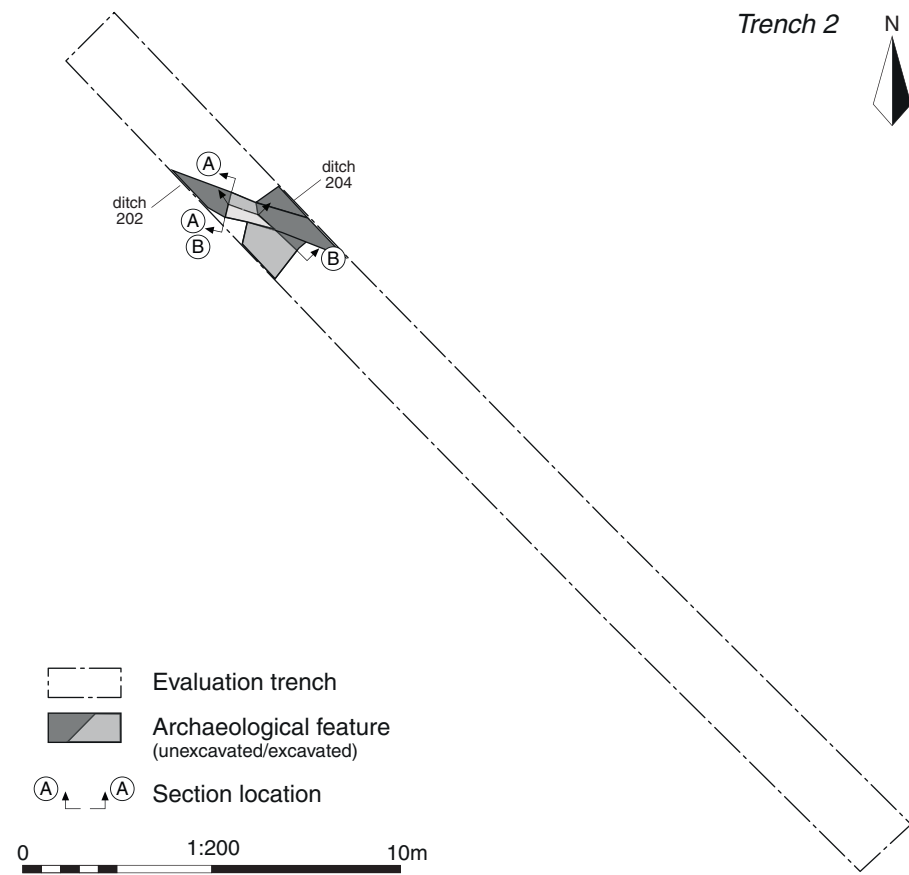 Trench 2
N
A
ditch
204
ditch
202
A
B
B
Evaluation trench
Archaeological feature
(unexcavated/excavated)
A A Section location
0 1:200 10m